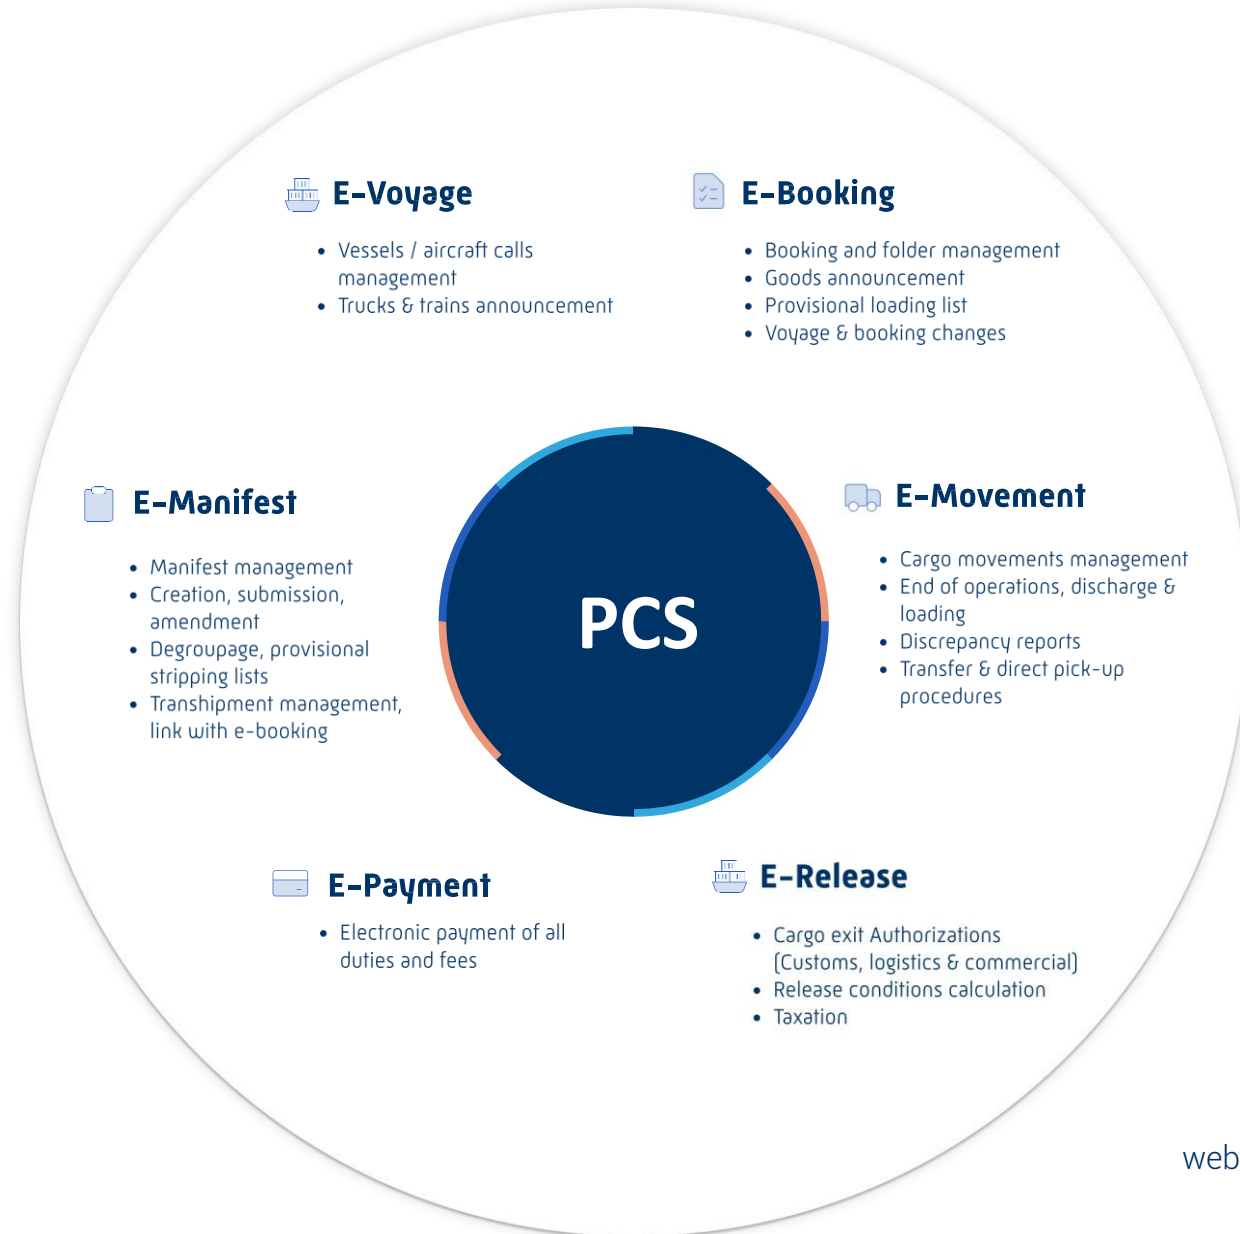 E-Voyage
• Vessels / aircraft calls
management
• Trucks & trains announcement
E-Booking
• Booking and folder management
• Goods announcement
• Provisional loading list
• Voyage & booking changes
E-Manifest
• Manifest management
• Creation, submission,
amendment
• Degroupage, provisional
stripping lists
• Transhipment management,
link with e-booking
PCS
E-Movement
• Cargo movements management
• End of operations, discharge &
loading
• Discrepancy reports
• Transfer & direct pick-up
procedures
E-Payment
• Electronic payment of all
duties and fees
E-Release
• Cargo exit Authorizations
(Customs, logistics & commercial)
• Release conditions calculation
• Taxation
web